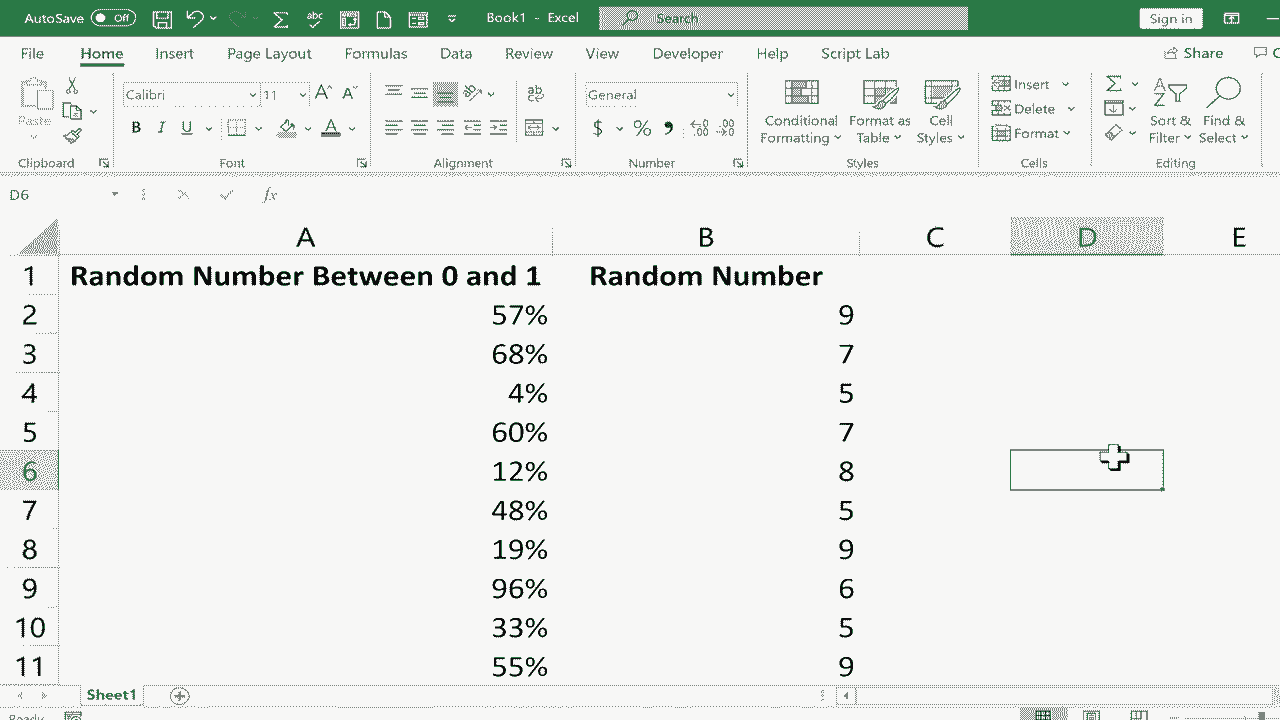 AutoSave Off Book1 - Excel Search Sign in
File Home Insert Page Layout Formulas Data Review View Developer Help Script Lab Share
Paste Calibri 11 General Conditional Formatting Format as Table Cell Styles Insert Delete Format Sort & Filter Find & Select
Clipboard Font Alignment Number Styles Cells Editing
D6 fx
A B C D E
1 Random Number Between 0 and 1 Random Number
2 57% 9
3 68% 7
4 4% 5
5 60% 7
6 12% 8
7 48% 5
8 19% 9
9 96% 6
10 33% 5
11 55% 9
Sheet1
Ready